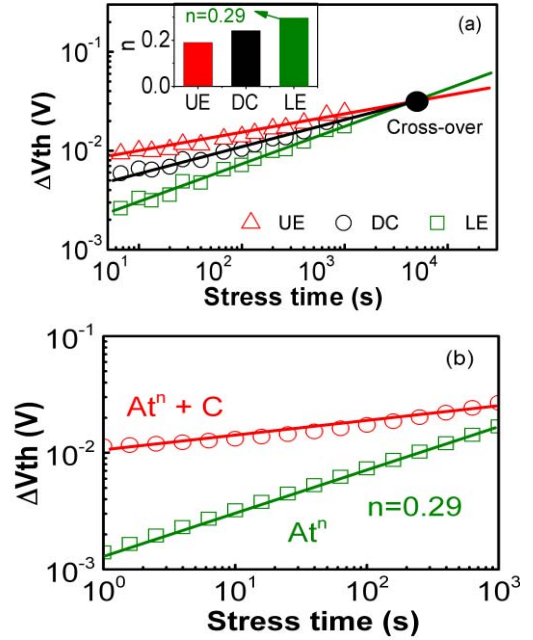 10⁻¹
n=0.29
(a)
0.2
n
0.0
UE DC LE
ΔVth (V)
10⁻²
Cross-over
UE DC LE
10⁻³
10¹ 10² 10³ 10⁴
Stress time (s)
10⁻¹
(b)
Atⁿ + C
ΔVth (V)
10⁻²
n=0.29
Atⁿ
10⁻³
10⁰ 10¹ 10² 10³
Stress time (s)